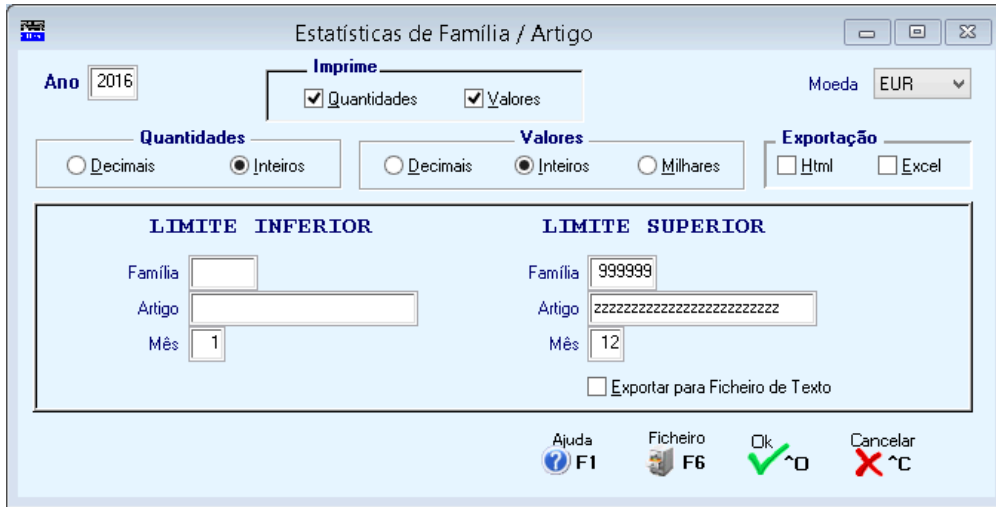 Estatísticas de Família / Artigo
Ano 2016
Imprime
Quantidades Valores
Moeda EUR
Quantidades
Decimais Inteiros
Valores
Decimais Inteiros Milhares
Exportação
Html Excel
LIMITE INFERIOR LIMITE SUPERIOR
Família Família 999999
Artigo Artigo zzzzzzzzzzzzzzzzzzzzzzzzz
Mês 1 Mês 12
Exportar para Ficheiro de Texto
Ajuda F1
Ficheiro F6
Ok ^O
Cancelar ^C